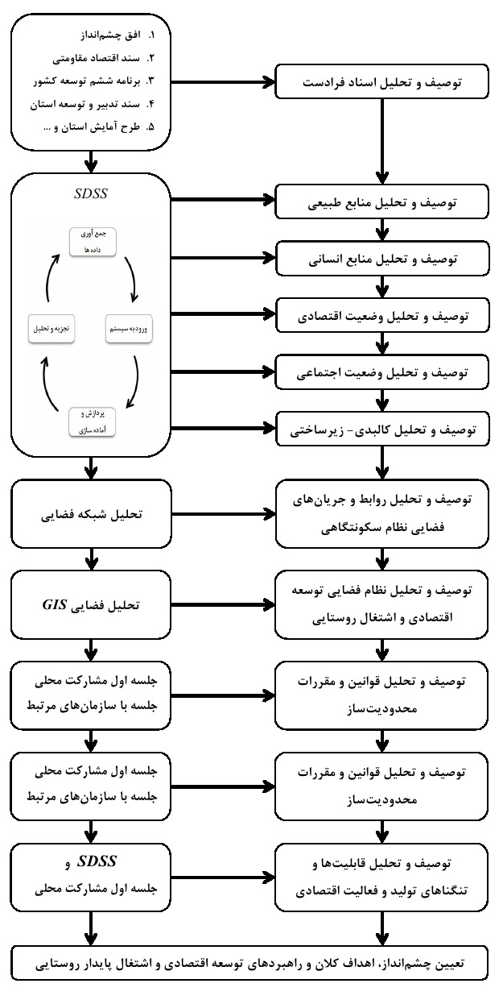 ۱. افق چشم‌انداز
۲. سند اقتصاد مقاومتی
۳. برنامه ششم توسعه کشور
۴. سند تدبیر و توسعه استان
۵. طرح آمایش استان و ...
توصیف و تحلیل اسناد فرادست
SDSS
جمع آوری
داده ها
ورودبه سیستم
پردازش و
آماده سازی
تجزیه و تحلیل
توصیف و تحلیل منابع طبیعی
توصیف و تحلیل منابع انسانی
توصیف و تحلیل وضعیت اقتصادی
توصیف و تحلیل وضعیت اجتماعی
توصیف و تحلیل کالبدی- زیرساختی
تحلیل شبکه فضایی
توصیف و تحلیل روابط و جریان‌های
فضایی نظام سکونتگاهی
تحلیل فضایی GIS
توصیف و تحلیل نظام فضایی توسعه
اقتصادی و اشتغال روستایی
جلسه اول مشارکت محلی
جلسه با سازمان‌های مرتبط
توصیف و تحلیل قوانین و مقررات
محدودیت‌ساز
جلسه اول مشارکت محلی
جلسه با سازمان‌های مرتبط
توصیف و تحلیل قوانین و مقررات
محدودیت‌ساز
SDSS و
جلسه اول مشارکت محلی
توصیف و تحلیل قابلیت‌ها و
تنگناهای تولید و فعالیت اقتصادی
تعیین چشم‌انداز، اهداف کلان و راهبردهای توسعه اقتصادی و اشتغال پایدار روستایی